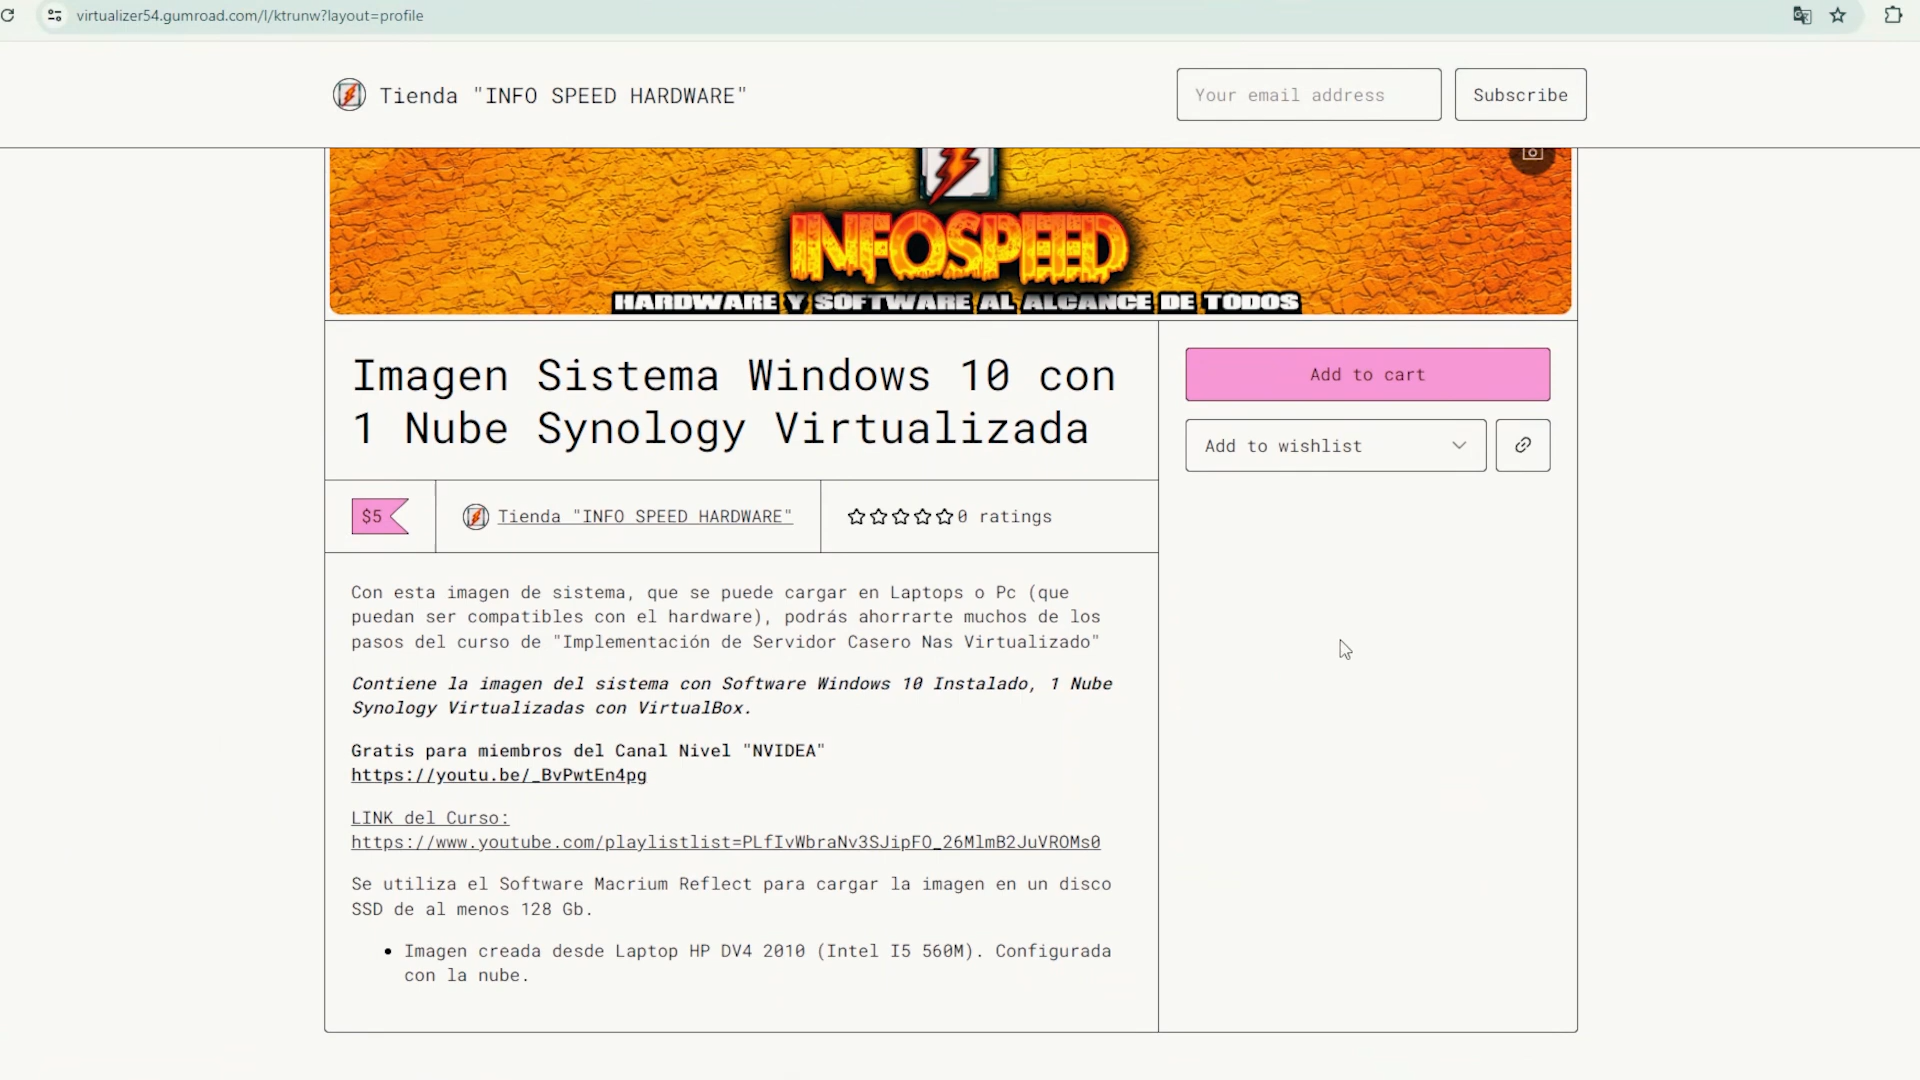 virtualizer54.gumroad.com/l/ktrunw?layout=profile
Tienda "INFO SPEED HARDWARE"
Your email address
Subscribe
INFOSPEED
HARDWARE Y SOFTWARE AL ALCANCE DE TODOS
Imagen Sistema Windows 10 con
1 Nube Synology Virtualizada
Add to cart
Add to wishlist
$5
Tienda "INFO SPEED HARDWARE"
0 ratings
Con esta imagen de sistema, que se puede cargar en Laptops o Pc (que
puedan ser compatibles con el hardware), podrás ahorrarte muchos de los
pasos del curso de "Implementación de Servidor Casero Nas Virtualizado"
Contiene la imagen del sistema con Software Windows 10 Instalado, 1 Nube
Synology Virtualizadas con VirtualBox.
Gratis para miembros del Canal Nivel "NVIDEA"
https://youtu.be/_BvPwtEn4pg
LINK del Curso:
https://www.youtube.com/playlistlist=PLfIvWbraNv3SJipFO_26MlmB2JuVROMs0
Se utiliza el Software Macrium Reflect para cargar la imagen en un disco
SSD de al menos 128 Gb.
Imagen creada desde Laptop HP DV4 2010 (Intel I5 560M). Configurada
con la nube.